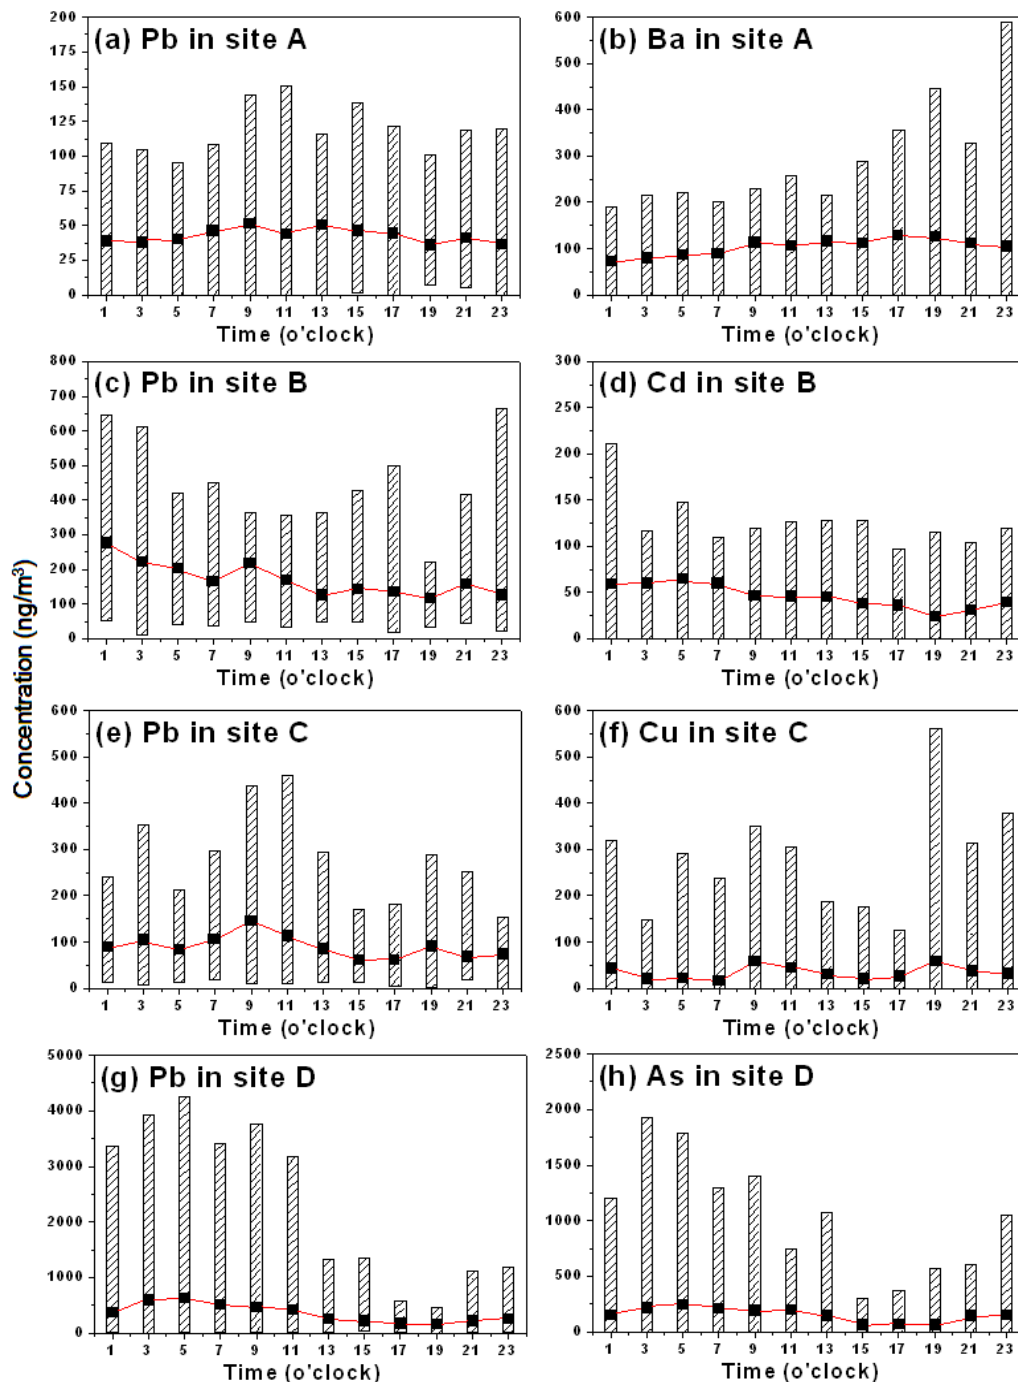 Concentration (ng/m³)
(a) Pb in site A
200
175
150
125
100
75
50
25
0
1 3 5 7 9 11 13 15 17 19 21 23
Time (o'clock)
(b) Ba in site A
600
500
400
300
200
100
0
1 3 5 7 9 11 13 15 17 19 21 23
Time (o'clock)
(c) Pb in site B
800
700
600
500
400
300
200
100
0
1 3 5 7 9 11 13 15 17 19 21 23
Time (o'clock)
(d) Cd in site B
300
250
200
150
100
50
0
1 3 5 7 9 11 13 15 17 19 21 23
Time (o'clock)
(e) Pb in site C
600
500
400
300
200
100
0
1 3 5 7 9 11 13 15 17 19 21 23
Time (o'clock)
(f) Cu in site C
600
500
400
300
200
100
0
1 3 5 7 9 11 13 15 17 19 21 23
Time (o'clock)
(g) Pb in site D
5000
4000
3000
2000
1000
0
1 3 5 7 9 11 13 15 17 19 21 23
Time (o'clock)
(h) As in site D
2500
2000
1500
1000
500
0
1 3 5 7 9 11 13 15 17 19 21 23
Time (o'clock)